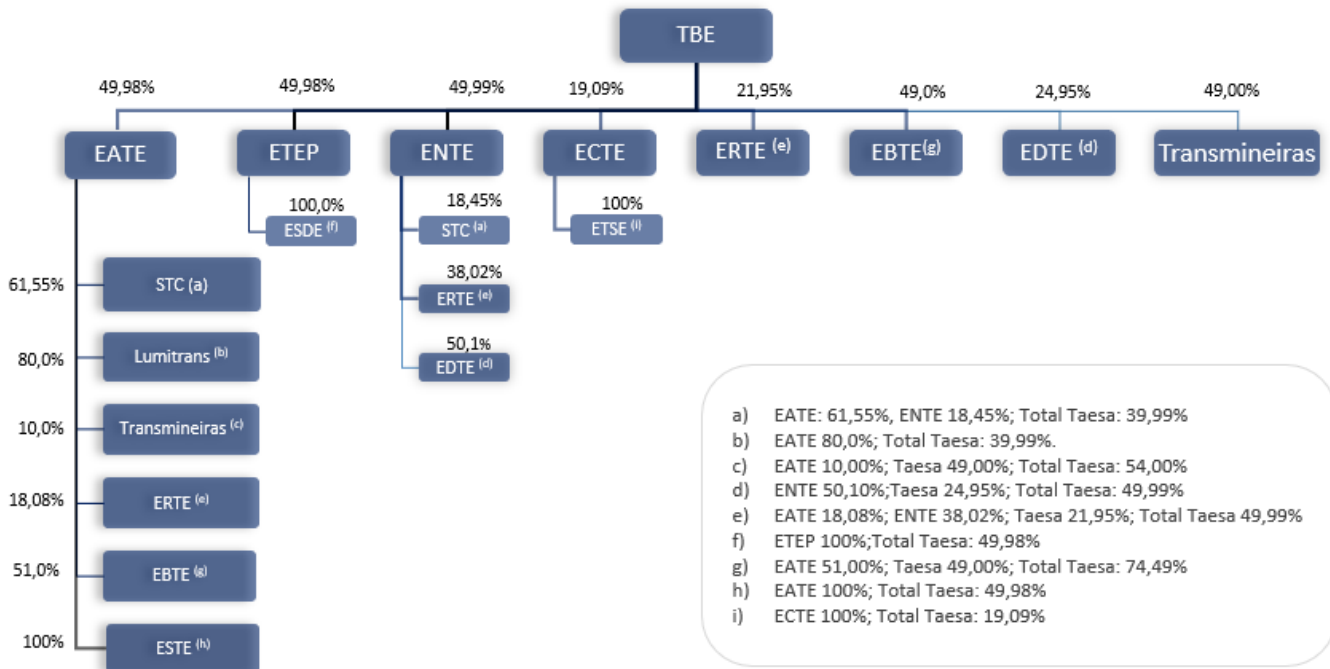 TBE
49,98%
49,98%
49,99%
19,09%
21,95%
49,0%
24,95%
49,00%
EATE
ETEP
ENTE
ECTE
ERTE (e)
EBTE(g)
EDTE (d)
Transmineiras
100,0%
ESDE (f)
18,45%
STC (a)
38,02%
ERTE (e)
50,1%
EDTE (d)
100%
ETSE (i)
61,55%
STC (a)
80,0%
Lumitrans (b)
10,0%
Transmineiras (c)
18,08%
ERTE (e)
51,0%
EBTE (g)
100%
ESTE (h)
a) EATE: 61,55%, ENTE 18,45%; Total Taesa: 39,99%
b) EATE 80,0%; Total Taesa: 39,99%.
c) EATE 10,00%; Taesa 49,00%; Total Taesa: 54,00%
d) ENTE 50,10%;Taesa 24,95%; Total Taesa: 49,99%
e) EATE 18,08%; ENTE 38,02%; Taesa 21,95%; Total Taesa 49,99%
f) ETEP 100%;Total Taesa: 49,98%
g) EATE 51,00%; Taesa 49,00%; Total Taesa: 74,49%
h) EATE 100%; Total Taesa: 49,98%
i) ECTE 100%; Total Taesa: 19,09%